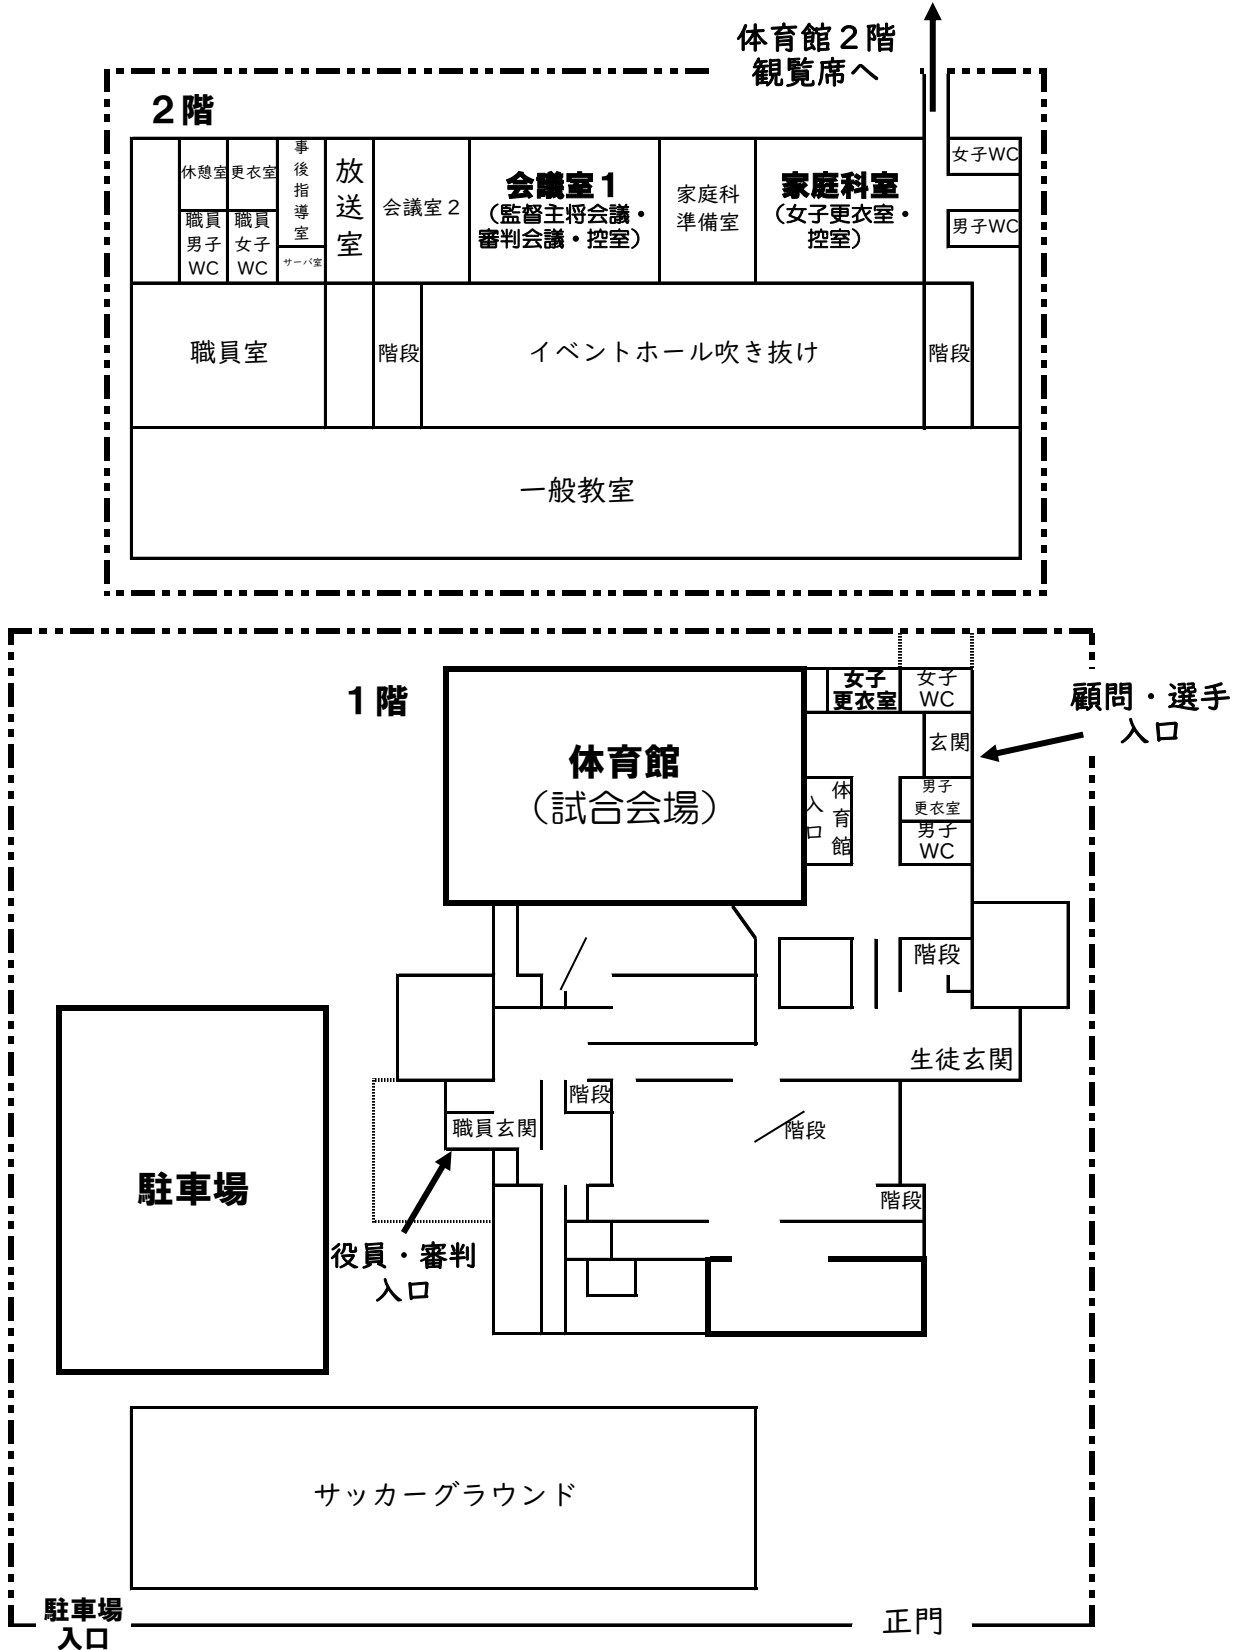 体育館２階
観覧席へ
２階
休憩室
更衣室
事後指導室
放送室
会議室２
会議室１
（監督主将会議・
審判会議・控室）
家庭科
準備室
家庭科室
（女子更衣室・
控室）
女子WC
男子WC
職員
男子
WC
職員
女子
WC
サーバ室
職員室
階段
イベントホール吹き抜け
階段
一般教室
１階
体育館
（試合会場）
女子
更衣室
女子
WC
玄関
顧問・選手
入口
体育館
入口
男子
更衣室
男子
WC
階段
生徒玄関
階段
職員玄関
階段
階段
駐車場
役員・審判
入口
サッカーグラウンド
駐車場
入口
正門